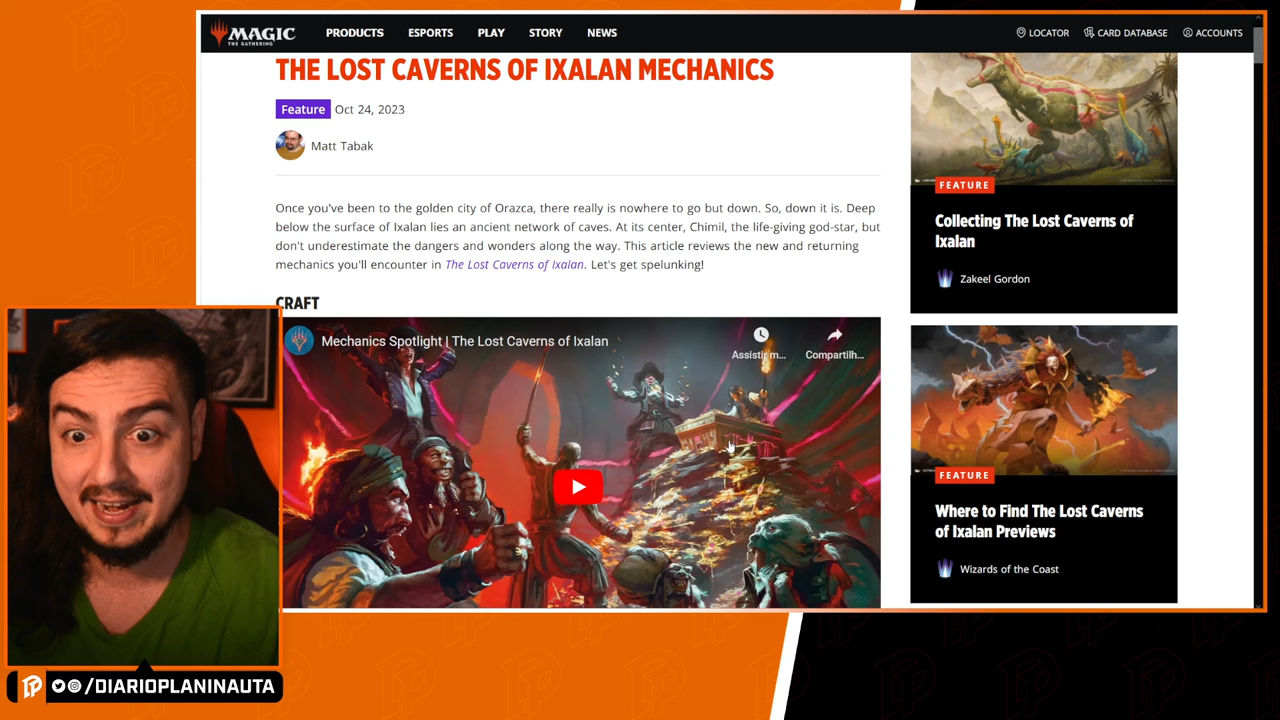 MAGIC
THE GATHERING
PRODUCTS
ESPORTS
PLAY
STORY
NEWS
LOCATOR
CARD DATABASE
ACCOUNTS
THE LOST CAVERNS OF IXALAN MECHANICS
Feature
Oct 24, 2023
Matt Tabak
Once you've been to the golden city of Orazca, there really is nowhere to go but down. So, down it is. Deep
below the surface of Ixalan lies an ancient network of caves. At its center, Chimil, the life-giving god-star, but
don't underestimate the dangers and wonders along the way. This article reviews the new and returning
mechanics you'll encounter in The Lost Caverns of Ixalan. Let's get spelunking!
CRAFT
Mechanics Spotlight | The Lost Caverns of Ixalan
Assistir m...
Compartilh...
FEATURE
Collecting The Lost Caverns of
Ixalan
Zakeel Gordon
FEATURE
Where to Find The Lost Caverns
of Ixalan Previews
Wizards of the Coast
/DIARIOPLANINAUTA